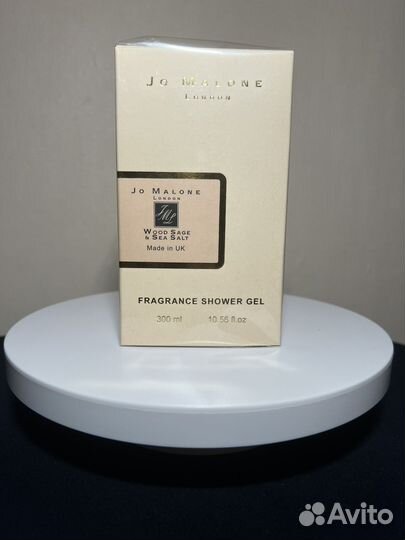 JO MALONE
LONDON
JO MALONE
LONDON
WOOD SAGE
& SEA SALT
Made in UK
FRAGRANCE SHOWER GEL
300 ml 10.56 fl.oz
Avito